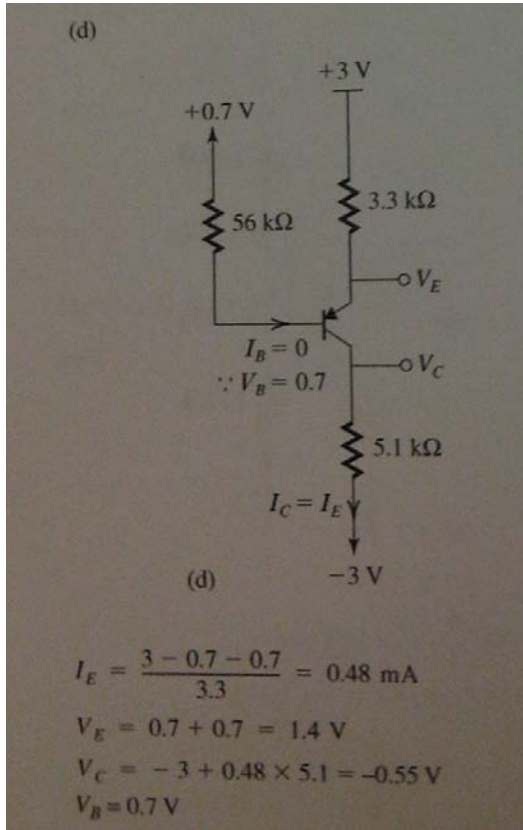 (d)
+3 V
+0.7 V
3.3 kΩ
56 kΩ
V_E
I_B = 0
∵ V_B = 0.7
V_C
5.1 kΩ
I_C = I_E
−3 V
(d)
I_E = \frac{3 − 0.7 − 0.7}{3.3} = 0.48 mA
V_E = 0.7 + 0.7 = 1.4 V
V_C = − 3 + 0.48 × 5.1 = –0.55 V
V_B = 0.7 V